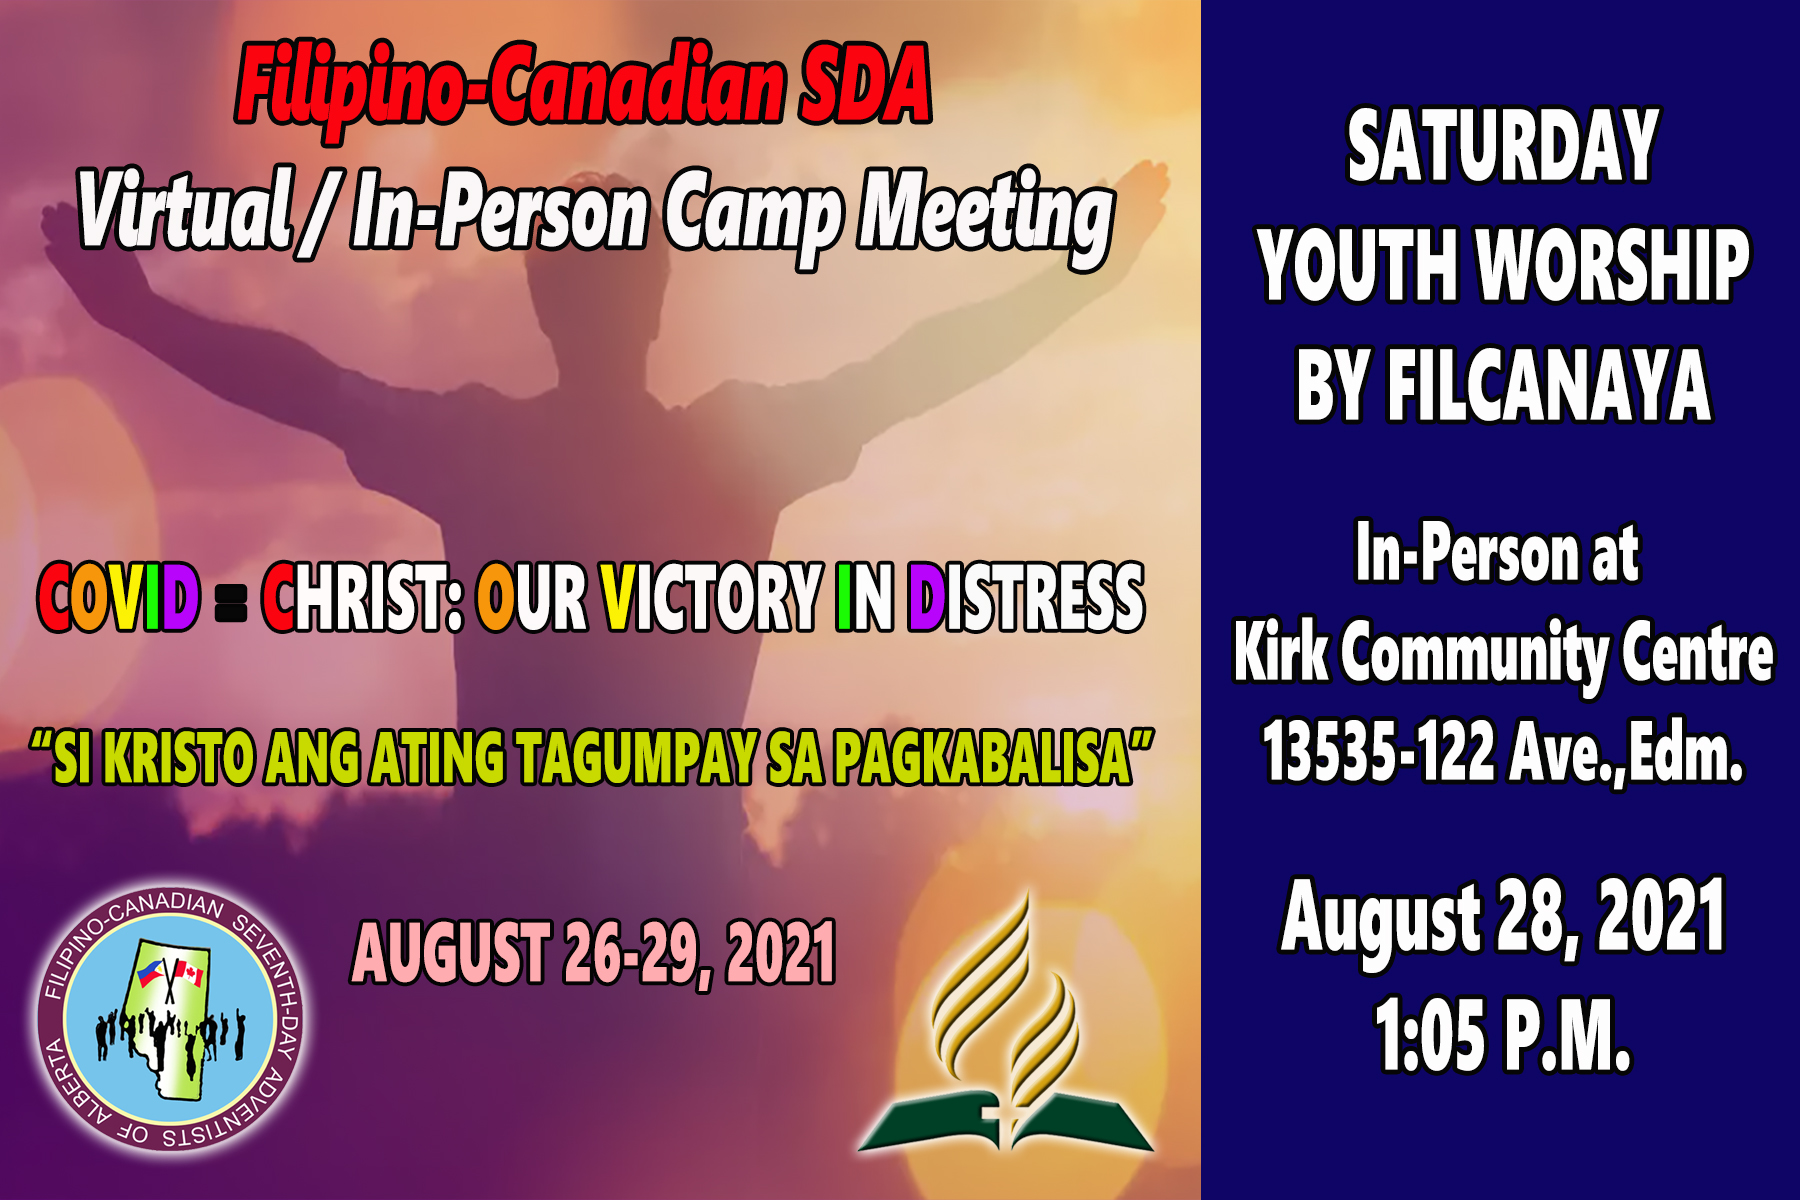 Filipino-Canadian SDA
Virtual / In-Person Camp Meeting
COVID = CHRIST: OUR VICTORY IN DISTRESS
“SI KRISTO ANG ATING TAGUMPAY SA PAGKABALISA”
AUGUST 26-29, 2021
FILIPINO-CANADIAN SEVENTH-DAY ADVENTISTS OF ALBERTA
SATURDAY
YOUTH WORSHIP
BY FILCANAYA
In-Person at
Kirk Community Centre
13535-122 Ave.,Edm.
August 28, 2021
1:05 P.M.